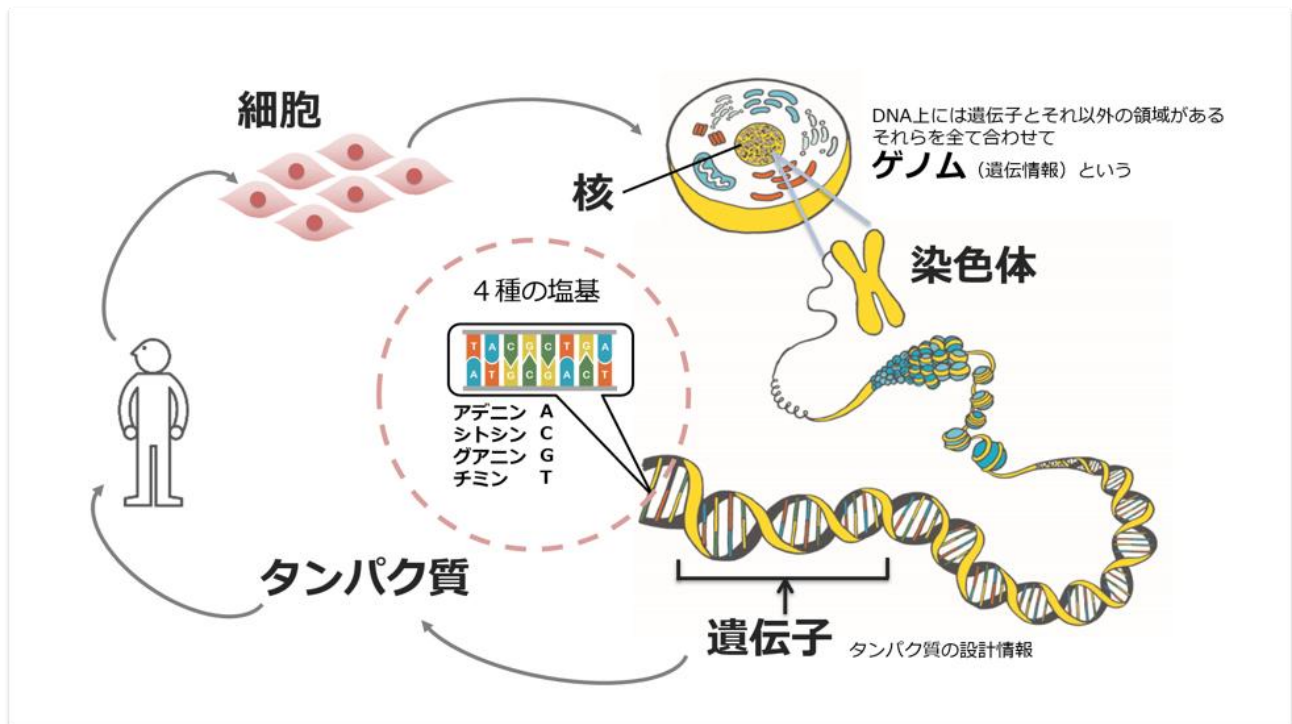 細胞
核
DNA上には遺伝子とそれ以外の領域がある
それらを全て合わせて
ゲノム（遺伝情報）という
染色体
４種の塩基
T A C G C T G A
A T G C G A C T
アデニン A
シトシン C
グアニン G
チミン T
タンパク質
遺伝子 タンパク質の設計情報